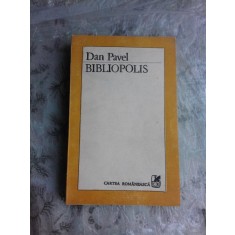 Dan Pavel
BIBLIOPOLIS
CARTEA ROMÂNEASCĂ